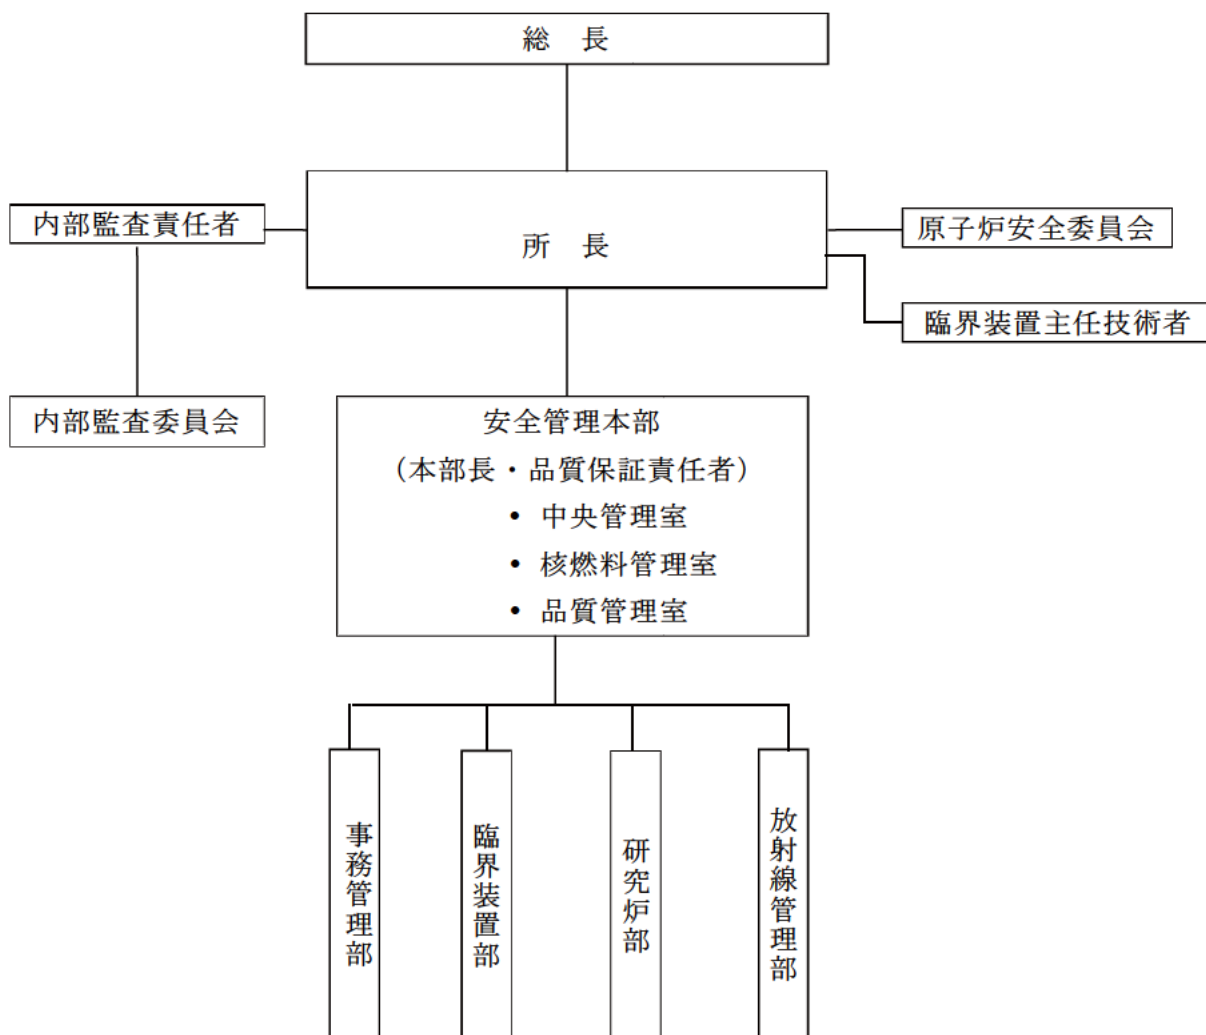 総　長
内部監査責任者
所　長
原子炉安全委員会
臨界装置主任技術者
内部監査委員会
安全管理本部
（本部長・品質保証責任者）
• 中央管理室
• 核燃料管理室
• 品質管理室
事務管理部
臨界装置部
研究炉部
放射線管理部